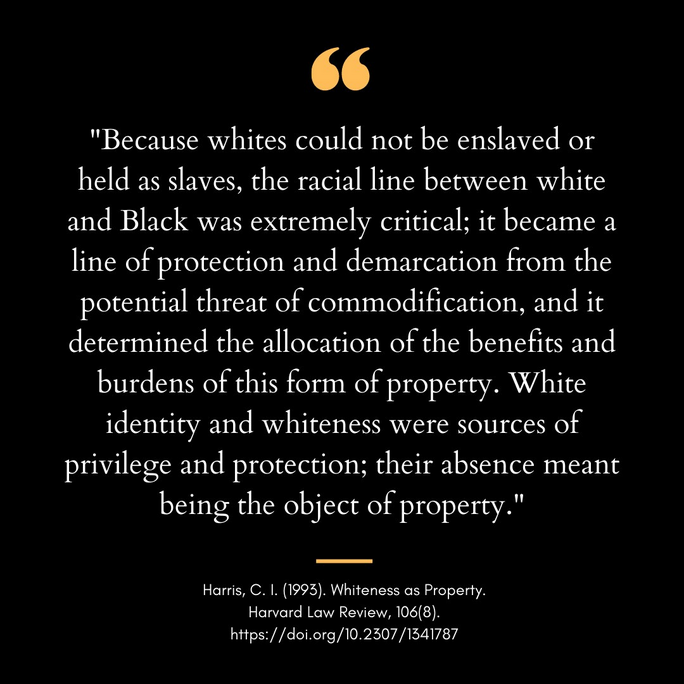 "Because whites could not be enslaved or
held as slaves, the racial line between white
and Black was extremely critical; it became a
line of protection and demarcation from the
potential threat of commodification, and it
determined the allocation of the benefits and
burdens of this form of property. White
identity and whiteness were sources of
privilege and protection; their absence meant
being the object of property."
Harris, C. I. (1993). Whiteness as Property.
Harvard Law Review, 106(8).
https://doi.org/10.2307/1341787